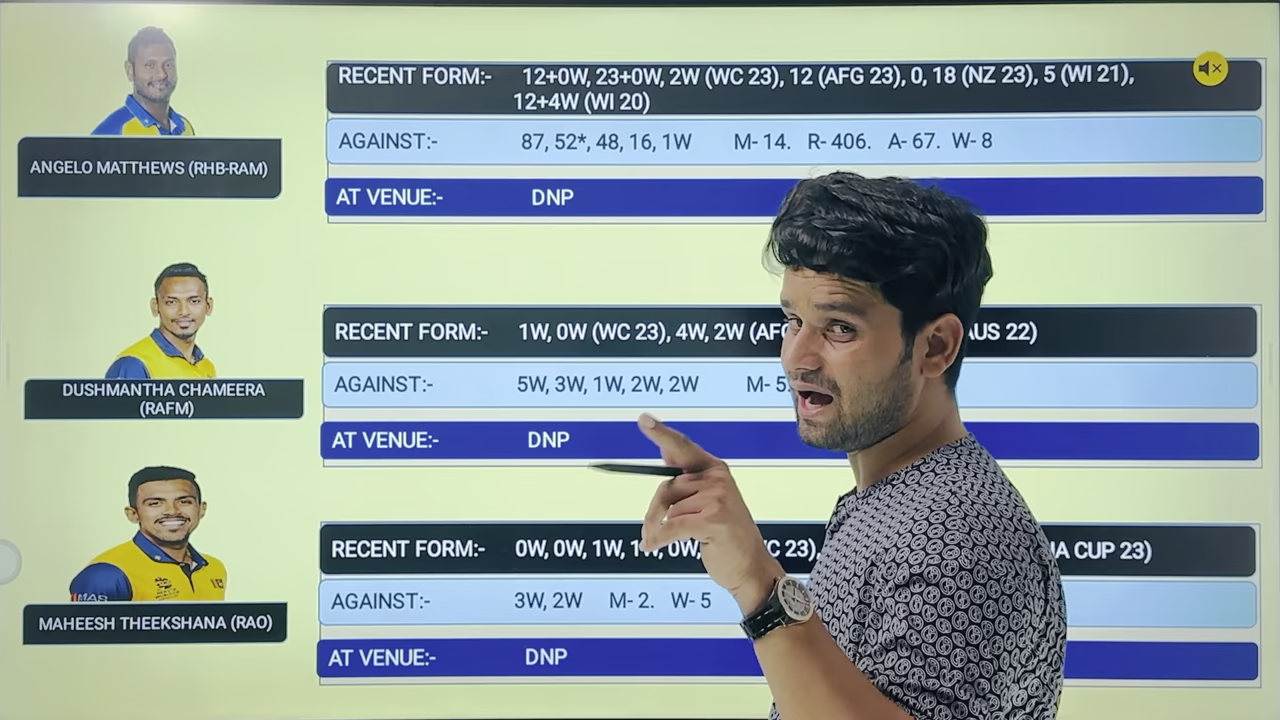 RECENT FORM:- 12+0W, 23+0W, 2W (WC 23), 12 (AFG 23), 0, 18 (NZ 23), 5 (WI 21),
12+4W (WI 20)
ANGELO MATTHEWS (RHB-RAM)
AGAINST:- 87, 52*, 48, 16, 1W M- 14. R- 406. A- 67. W- 8
AT VENUE:- DNP
DUSHMANTHA CHAMEERA
(RAFM)
RECENT FORM:- 1W, 0W (WC 23), 4W, 2W 22)
AGAINST:- 5W, 3W, 1W, 2W, 2W M- 5
AT VENUE:- DNP
MAHEESH THEEKSHANA (RAO)
RECENT FORM:- 0W, 0W, 1W, 1W, 0W, 23), CUP 23)
AGAINST:- 3W, 2W M- 2. W- 5
AT VENUE:- DNP